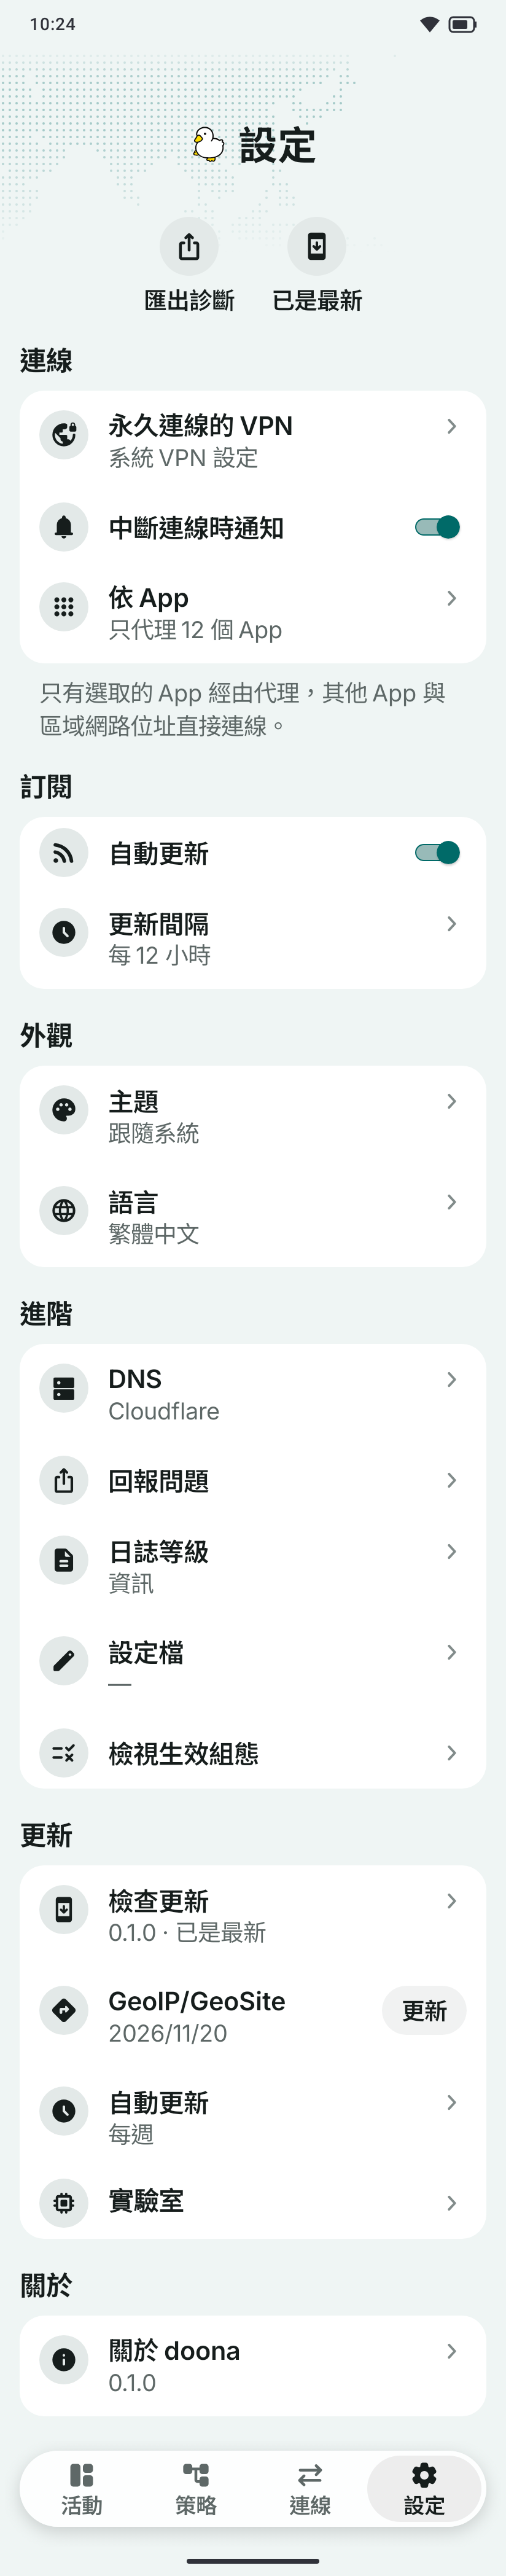 10:24
設定
匯出診斷
已是最新
連線
永久連線的 VPN
系統 VPN 設定
中斷連線時通知
依 App
只代理 12 個 App
只有選取的 App 經由代理，其他 App 與
區域網路位址直接連線。
訂閱
自動更新
更新間隔
每 12 小時
外觀
主題
跟隨系統
語言
繁體中文
進階
DNS
Cloudflare
回報問題
日誌等級
資訊
設定檔
—
檢視生效組態
更新
檢查更新
0.1.0 · 已是最新
GeoIP/GeoSite
2026/11/20
更新
自動更新
每週
實驗室
關於
關於 doona
0.1.0
活動
策略
連線
設定